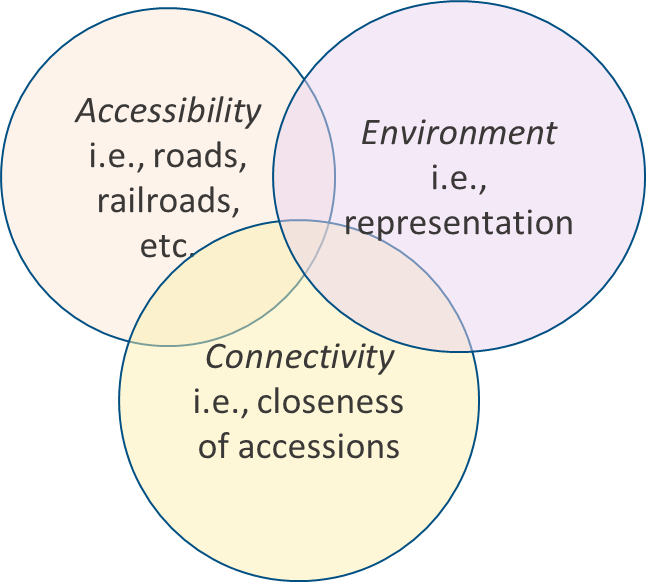 Accessibility
i.e., roads,
railroads,
etc.
Environment
i.e.,
representation
Connectivity
i.e., closeness
of accessions